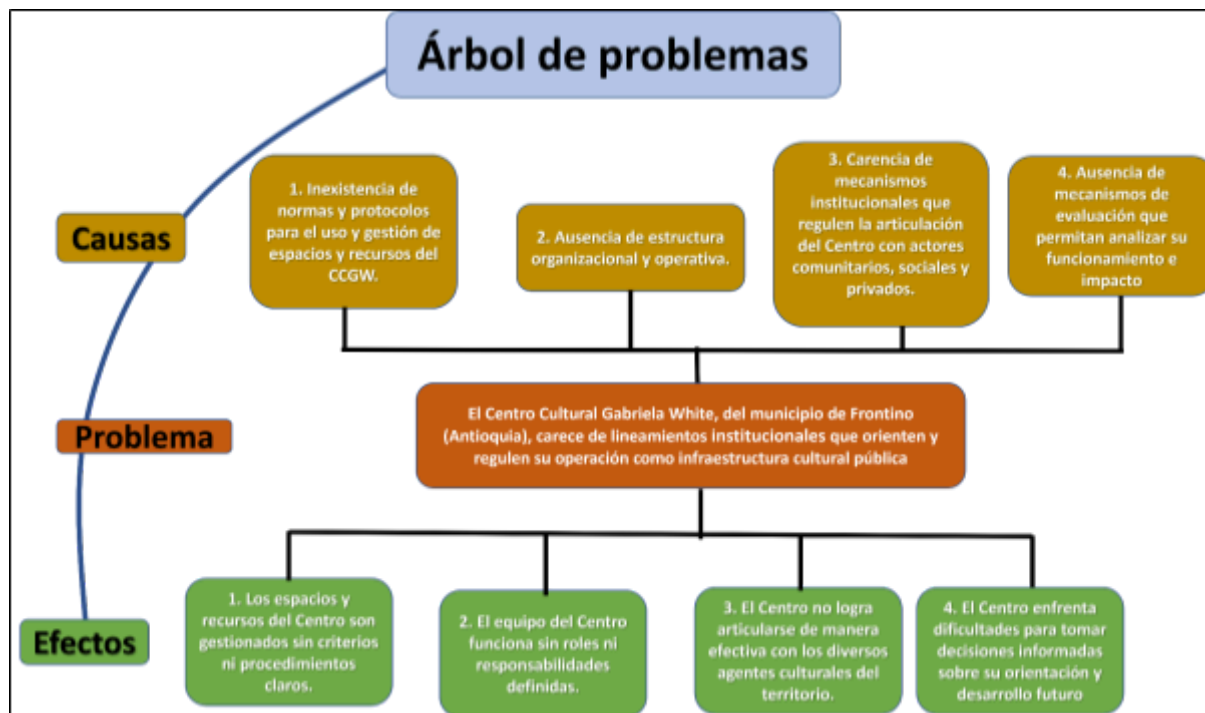 Árbol de problemas
Causas
1. Inexistencia de
normas y protocolos
para el uso y gestión de
espacios y recursos del
CCGW.
2. Ausencia de estructura
organizacional y operativa.
3. Carencia de
mecanismos
institucionales que
regulen la articulación
del Centro con actores
comunitarios, sociales y
privados.
4. Ausencia de
mecanismos de
evaluación que
permitan analizar su
funcionamiento e
impacto
Problema
El Centro Cultural Gabriela White, del municipio de Frontino
(Antioquia), carece de lineamientos institucionales que orienten y
regulen su operación como infraestructura cultural pública
Efectos
1. Los espacios y
recursos del Centro son
gestionados sin criterios
ni procedimientos
claros.
2. El equipo del Centro
funciona sin roles ni
responsabilidades
definidas.
3. El Centro no logra
articularse de manera
efectiva con los diversos
agentes culturales del
territorio.
4. El Centro enfrenta
dificultades para tomar
decisiones informadas
sobre su orientación y
desarrollo futuro